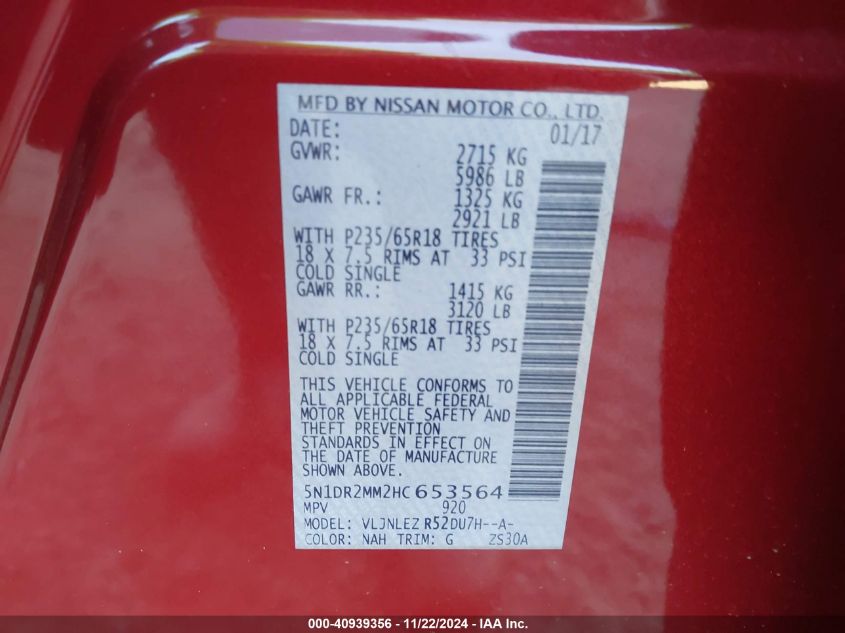 MFD BY NISSAN MOTOR CO., LTD.
DATE: 01/17
GVWR: 2715 KG
5986 LB
GAWR FR.: 1325 KG
2921 LB
WITH P235/65R18 TIRES
18 X 7.5 RIMS AT 33 PSI
COLD SINGLE
GAWR RR.: 1415 KG
3120 LB
WITH P235/65R18 TIRES
18 X 7.5 RIMS AT 33 PSI
COLD SINGLE
THIS VEHICLE CONFORMS TO
ALL APPLICABLE FEDERAL
MOTOR VEHICLE SAFETY AND
THEFT PREVENTION
STANDARDS IN EFFECT ON
THE DATE OF MANUFACTURE
SHOWN ABOVE.
5N1DR2MM2HC653564
MPV 920
MODEL: VLJNLEZ R52DU7H--A-
COLOR: NAH TRIM: G ZS30A
000-40939356 - 11/22/2024 - IAA Inc.